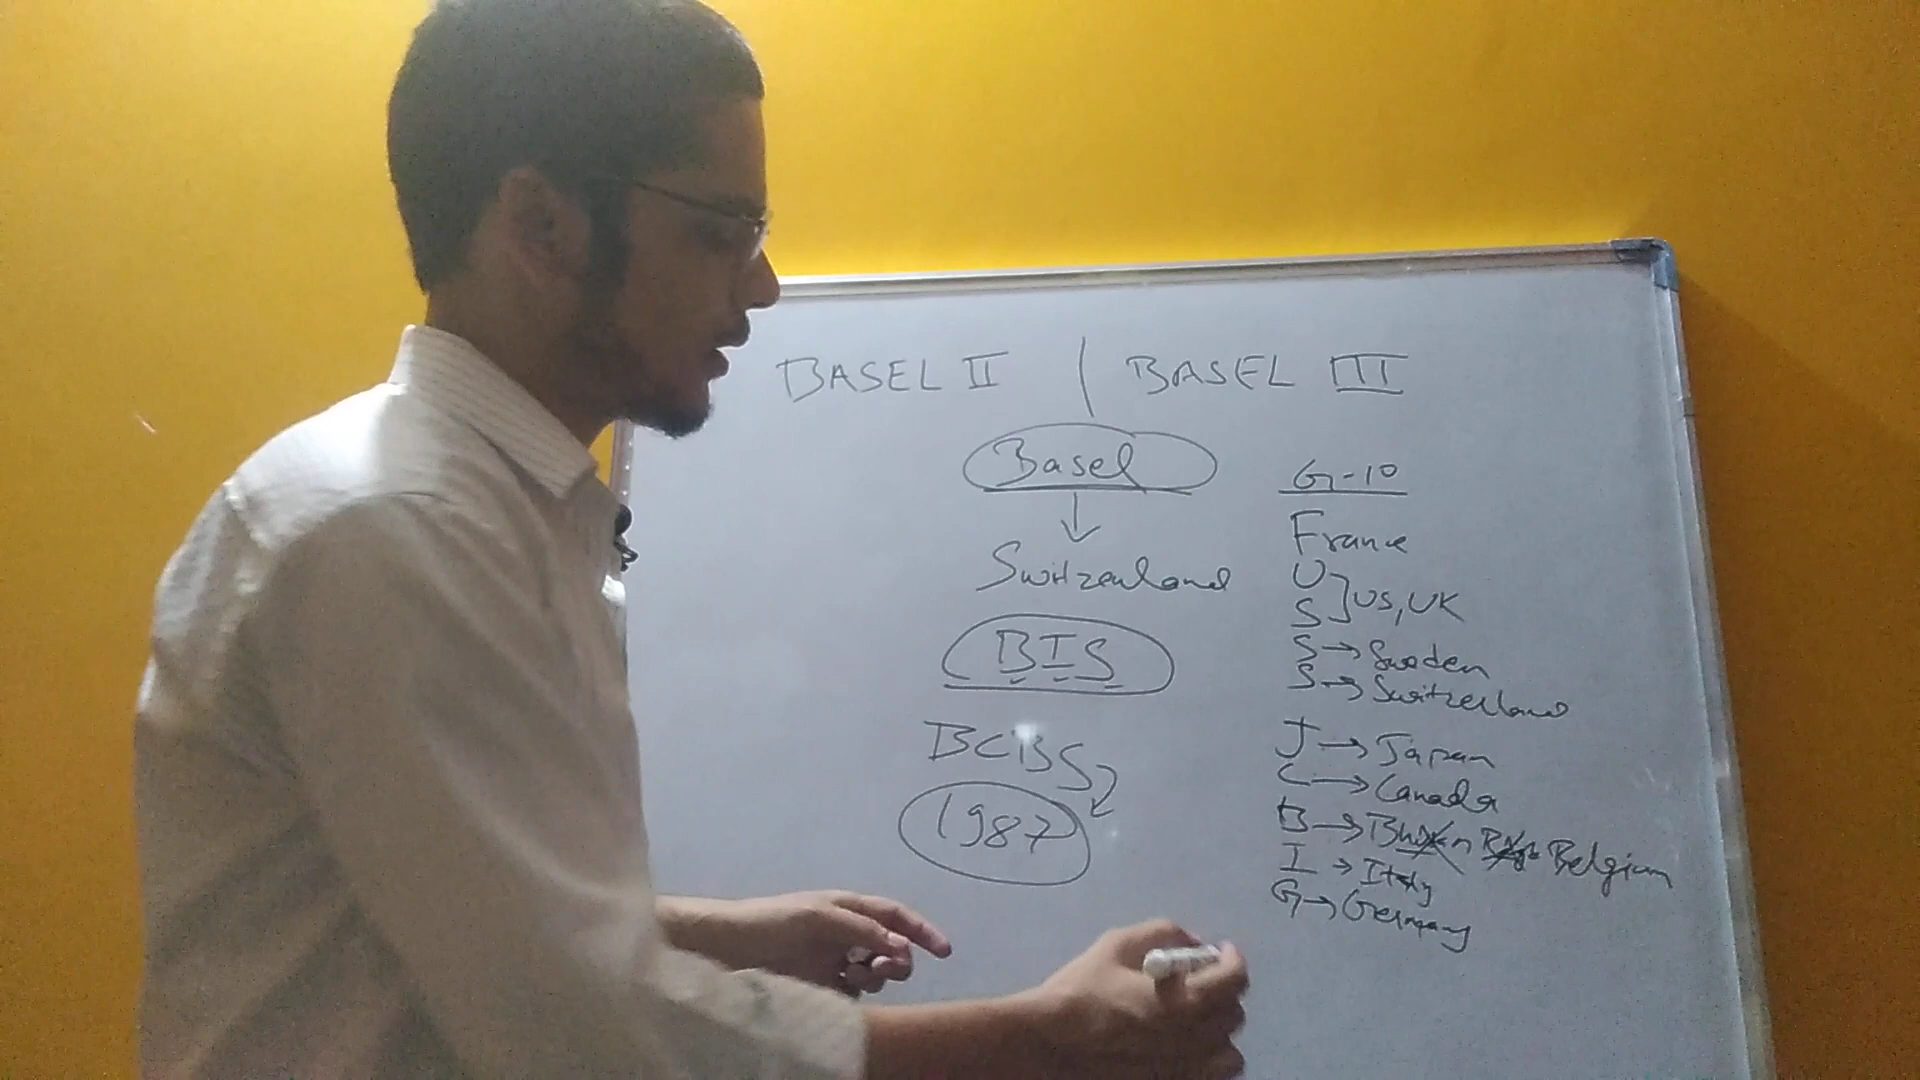 BASEL II / BASEL III
Basel
Switzerland
BIS
BCBS
1987
G-10
France
U
S } US, UK
S → Sweden
S → Switzerland
J → Japan
C → Canada
B → Belgium
I → Italy
G → Germany